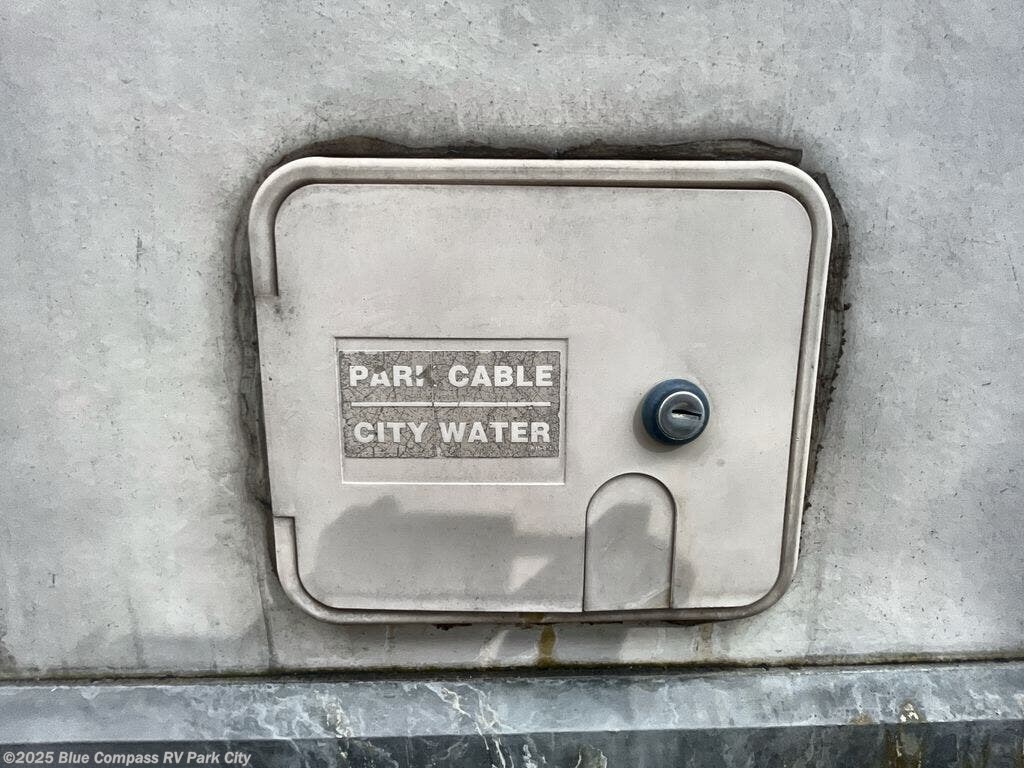 PARK CABLE
CITY WATER
©2025 Blue Compass RV Park City